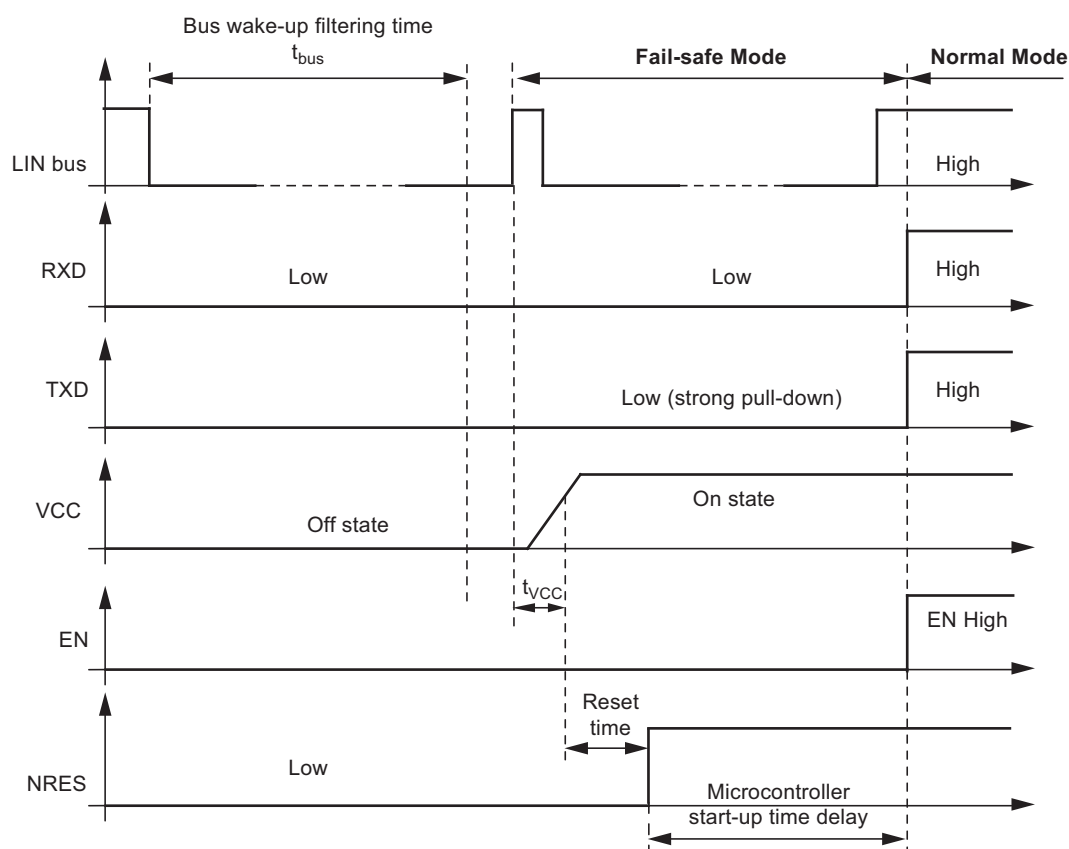 Bus wake-up filtering time
tbus
Fail-safe Mode
Normal Mode
LIN bus
High
RXD
Low
Low
High
TXD
Low (strong pull-down)
High
VCC
Off state
On state
tVCC
EN
EN High
Reset
time
NRES
Low
Microcontroller
start-up time delay